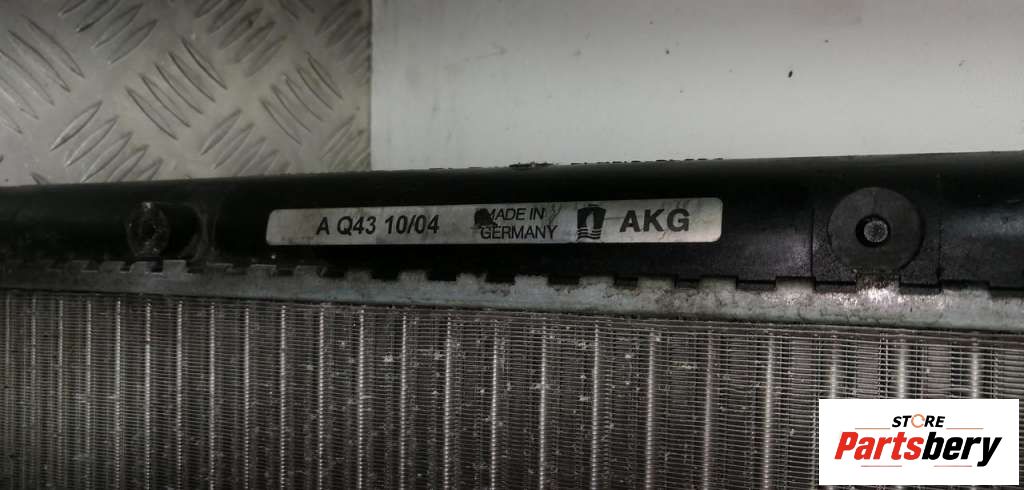 A Q43 10/04
MADE IN
GERMANY
AKG
STORE
Partsbery